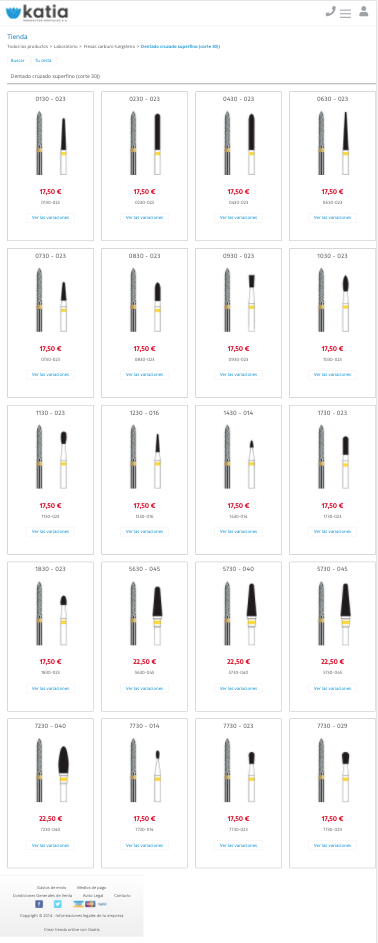 katia
PRODUCTOS DENTALES S.A.
Tienda
Todos los productos > Laboratorio > Fresas carburo tungsteno > Dentado cruzado superfino (corte 30J)
Buscar Tu cesta
Dentado cruzado superfino (corte 30J)
0130 - 023 0230 - 023 0430 - 023 0630 - 023
17,50 € 17,50 € 17,50 € 17,50 €
0130-023 0230-023 0430-023 0630-023
Ver las variaciones Ver las variaciones Ver las variaciones Ver las variaciones
0730 - 023 0830 - 023 0930 - 023 1030 - 023
17,50 € 17,50 € 17,50 € 17,50 €
0730-023 0830-023 0930-023 1030-023
Ver las variaciones Ver las variaciones Ver las variaciones Ver las variaciones
1130 - 023 1230 - 016 1430 - 014 1730 - 023
17,50 € 17,50 € 17,50 € 17,50 €
1130-023 1230-016 1430-014 1730-023
Ver las variaciones Ver las variaciones Ver las variaciones Ver las variaciones
1830 - 023 5630 - 045 5730 - 040 5730 - 045
17,50 € 22,50 € 22,50 € 22,50 €
1830-023 5630-045 5730-040 5730-045
Ver las variaciones Ver las variaciones Ver las variaciones Ver las variaciones
7230 - 040 7730 - 014 7730 - 023 7730 - 029
22,50 € 17,50 € 17,50 € 17,50 €
7230-040 7730-014 7730-023 7730-029
Ver las variaciones Ver las variaciones Ver las variaciones Ver las variaciones
Gastos de envío Medios de pago
Condiciones Generales de Venta Aviso Legal Contacto
Copyright © 2014 - Informaciones legales de la empresa
Crear tienda online con Oxatis